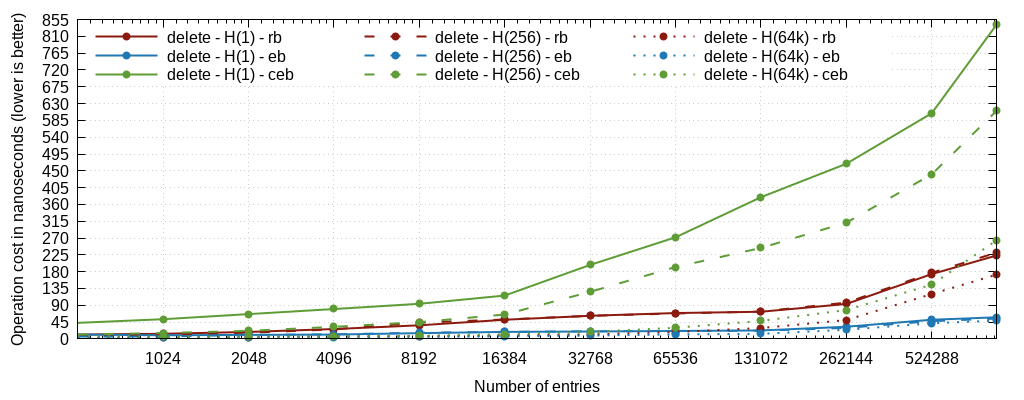 Operation cost in nanoseconds (lower is better)
855
810
765
720
675
630
585
540
495
450
405
360
315
270
225
180
135
90
45
0
delete - H(1) - rb
delete - H(1) - eb
delete - H(1) - ceb
delete - H(256) - rb
delete - H(256) - eb
delete - H(256) - ceb
delete - H(64k) - rb
delete - H(64k) - eb
delete - H(64k) - ceb
1024 2048 4096 8192 16384 32768 65536 131072 262144 524288
Number of entries